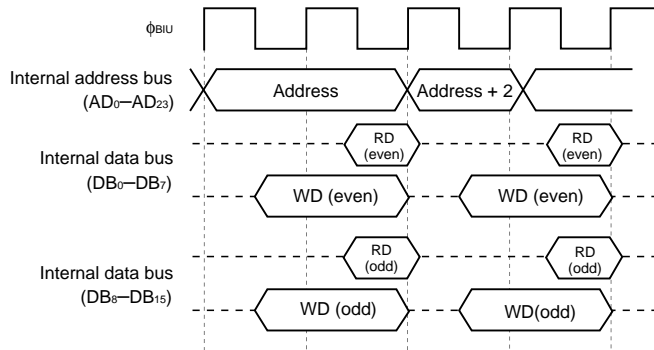 ϕBIU
Internal address bus
(AD0–AD23)
Address
Address + 2
Internal data bus
(DB0–DB7)
RD
(even)
RD
(even)
WD (even)
WD (even)
Internal data bus
(DB8–DB15)
RD
(odd)
RD
(odd)
WD (odd)
WD(odd)